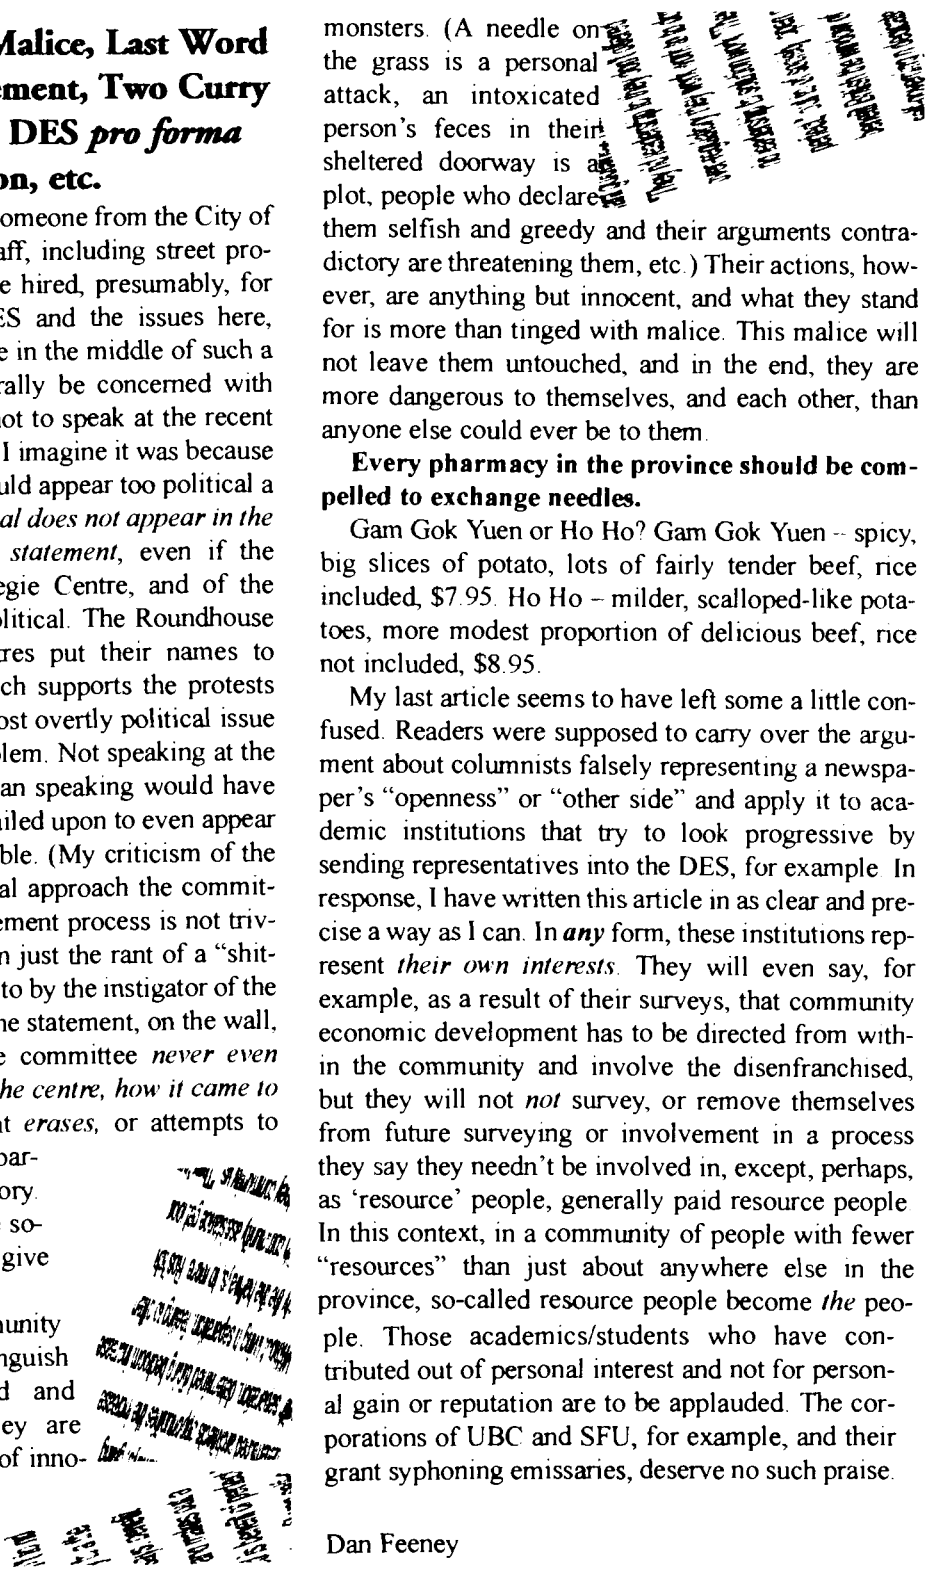 Malice, Last Word
ement, Two Curry
DES pro forma
on, etc.
omeone from the City of
aff, including street pro-
e hired, presumably, for
ES and the issues here,
e in the middle of such a
rally be concerned with
not to speak at the recent
I imagine it was because
uld appear too political a
al does not appear in the
statement, even if the
egie Centre, and of the
litical. The Roundhouse
tres put their names to
ch supports the protests
ost overtly political issue
lem. Not speaking at the
an speaking would have
ailed upon to even appear
ble. (My criticism of the
al approach the commit-
ement process is not triv-
n just the rant of a “shit-
to by the instigator of the
ne statement, on the wall,
e committee never even
he centre, how it came to
at erases, or attempts to
par-
ory.
so-
give
nunity
nguish
d and
ey are
of inno-
monsters. (A needle on
the grass is a personal
attack, an intoxicated
person’s feces in their
sheltered doorway is a
plot, people who declare
them selfish and greedy and their arguments contra-
dictory are threatening them, etc.) Their actions, how-
ever, are anything but innocent, and what they stand
for is more than tinged with malice. This malice will
not leave them untouched, and in the end, they are
more dangerous to themselves, and each other, than
anyone else could ever be to them.
Every pharmacy in the province should be com-
pelled to exchange needles.
Gam Gok Yuen or Ho Ho? Gam Gok Yuen – spicy,
big slices of potato, lots of fairly tender beef, rice
included, $7.95. Ho Ho – milder, scalloped-like pota-
toes, more modest proportion of delicious beef, rice
not included, $8.95.
My last article seems to have left some a little con-
fused. Readers were supposed to carry over the argu-
ment about columnists falsely representing a newspa-
per’s “openness” or “other side” and apply it to aca-
demic institutions that try to look progressive by
sending representatives into the DES, for example. In
response, I have written this article in as clear and pre-
cise a way as I can. In any form, these institutions rep-
resent their own interests. They will even say, for
example, as a result of their surveys, that community
economic development has to be directed from with-
in the community and involve the disenfranchised,
but they will not not survey, or remove themselves
from future surveying or involvement in a process
they say they needn’t be involved in, except, perhaps,
as ‘resource’ people, generally paid resource people.
In this context, in a community of people with fewer
“resources” than just about anywhere else in the
province, so-called resource people become the peo-
ple. Those academics/students who have con-
tributed out of personal interest and not for person-
al gain or reputation are to be applauded. The cor-
porations of UBC and SFU, for example, and their
grant syphoning emissaries, deserve no such praise.
Dan Feeney